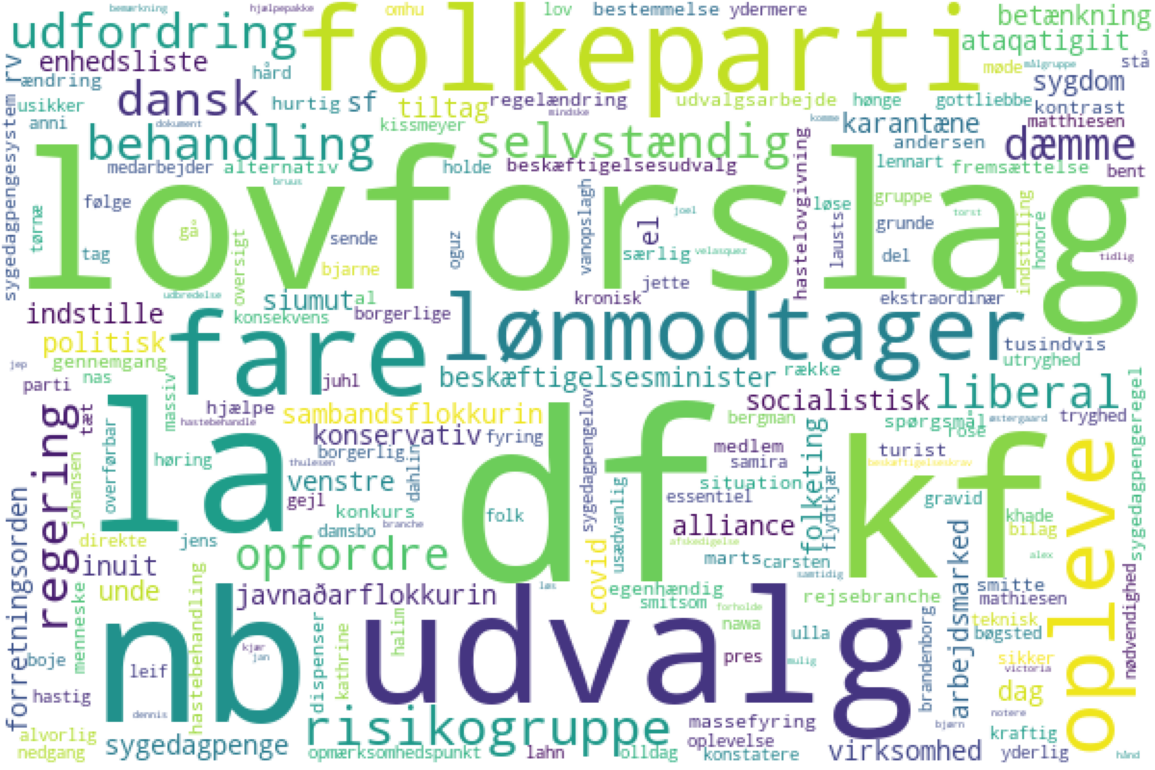 bemærkning hjælpepakke omhu lov bestemmelse ydermere betænkning
udfordring folkeparti ataqatigiit
enhedsliste møde målgruppe stå
ændring hård sygdom
dansk hurtig sf tiltag regelændring udvalgsarbejde hønge gottliebbe kontrast
usikker mindske matthiesen
anni dokument kissmeyer komme karantæne
behandling selvstændig andersen dæmme
medarbejder alternativ holde beskæftigelsesudvalg lennart fremsættelse bent
sygedagpengesystem rv
bruus
lovforslag
følge tørnæ gå sende oguz vanopslagh el joel hastelovgivning løse gruppe torst
tag oversigt bjarne særlig velasquez lausts grunde del indstilling honore tidlig
udbredelse siumut al jette kronisk ekstraordinær
indstille konsekvens borgerlige
politisk fare lønmodtager tusindvis
gennemgang utryghed
jep nas massiv juhl beskæftigelsesminister række
parti tæt hjælpe sambandsflokkurin socialistisk liberal
hastebehandle bergman spørgsmål østergaard tryghed
regering konservativ fyring rose
høring borgerlig medlem turist
overførbar thulesen dahlin samira beskæftigelseskrav
la venstre df kf situation folketing
johansen gejl sygedagpengelov essentiel gravid
konkurs folk usædvanlig flydtkjær khade
forretningsorden damsbo branche alliance bilag
direkte jens afskedigelse alex
inuit opfordre covid marts carsten samtidig arbejdsmarked
unde egenhændig smitte
javnaðarflokkurin løs smitsom rejsebranche mathiesen
menneske forholde nawa teknisk
nb udvalg ulla bøgsted
boje hastebehandling kjær jan halim pres mulig brandenborg sikker
leif victoria
hastig dispenser kathrine dag
dennis notere
risikogruppe massefyring bjørn
alvorlig oplevelse kraftig
nedgang sygedagpenge opmærksomhedspunkt lahn olldag konstatere virksomhed yderlig hånd
opleve nødvendighed sygedagpengeregel